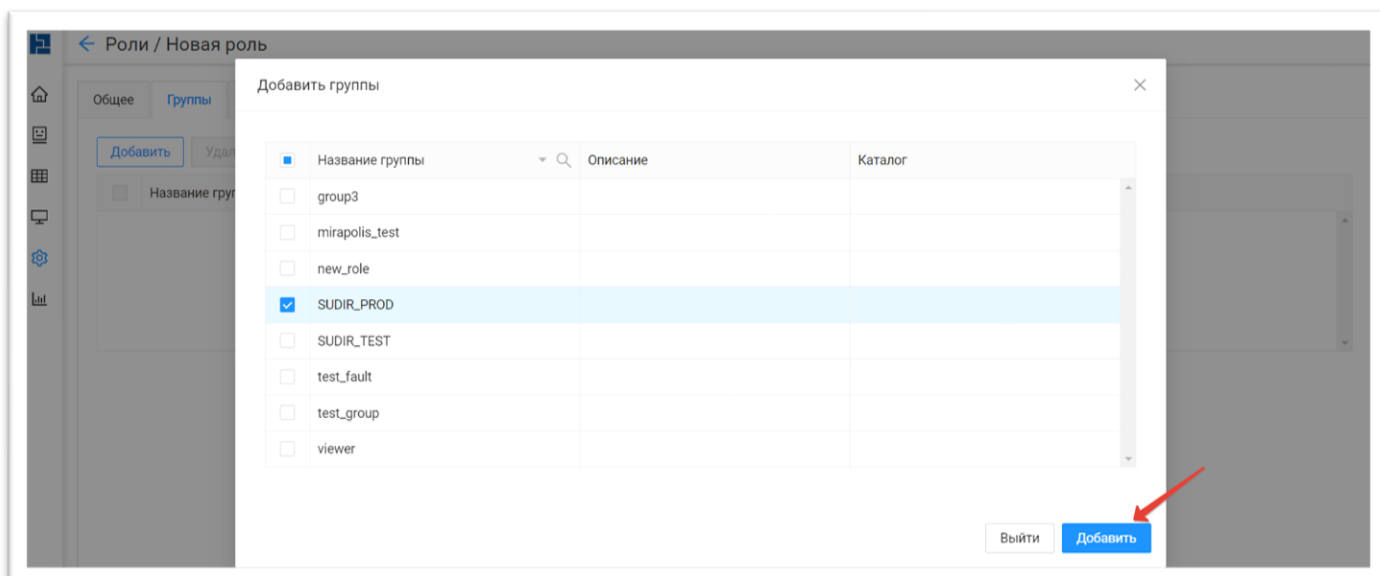 Роли / Новая роль
Добавить группы
Общее Группы
Добавить Удал
Название группы Описание Каталог
Название груп
group3
mirapolis_test
new_role
SUDIR_PROD
SUDIR_TEST
test_fault
test_group
viewer
Выйти Добавить